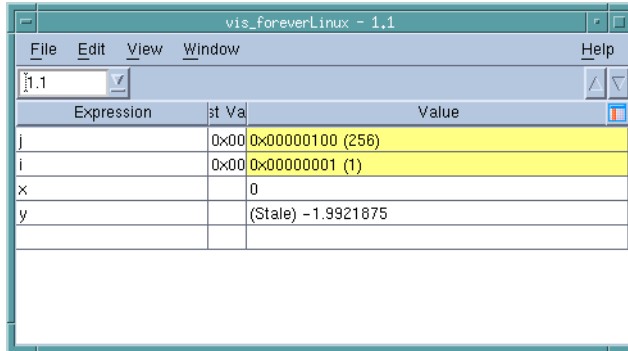 vis_foreverLinux - 1.1
File Edit View Window Help
1.1
Expression st Va Value
j 0x00 0x00000100 (256)
i 0x00 0x00000001 (1)
x 0
y (Stale) -1.9921875